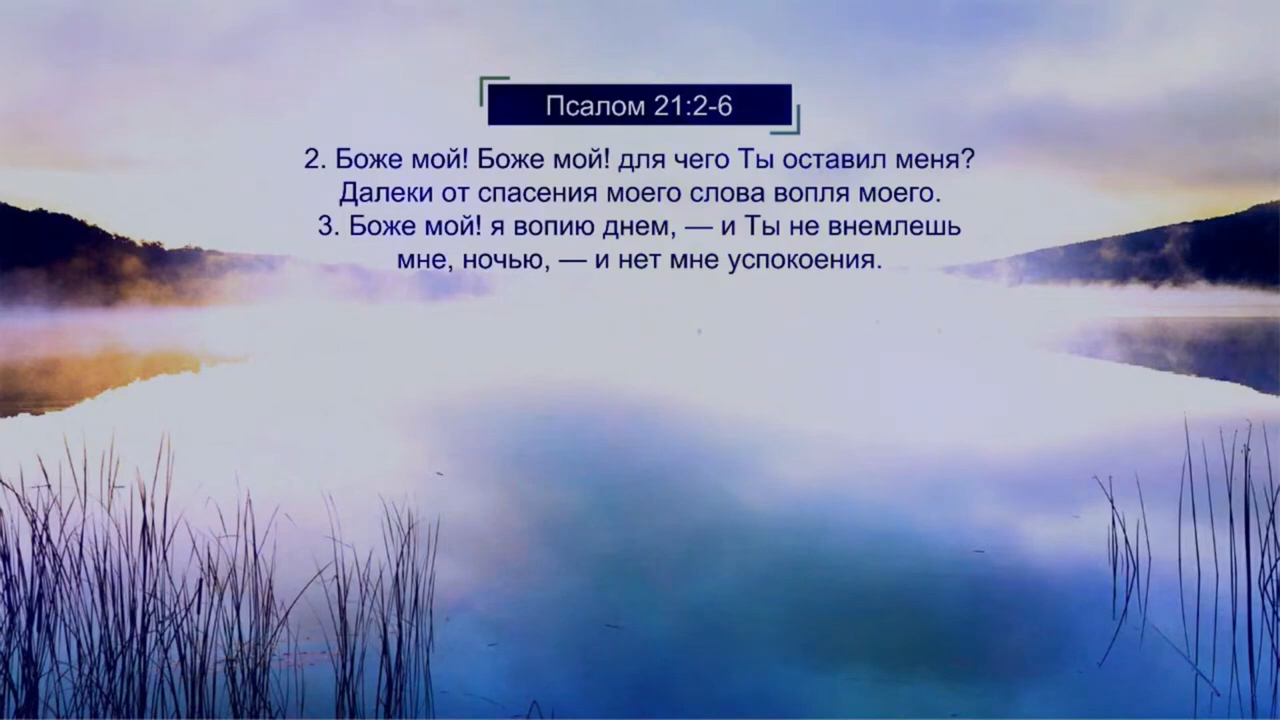 Псалом 21:2-6
2. Боже мой! Боже мой! для чего Ты оставил меня?
Далеки от спасения моего слова вопля моего.
3. Боже мой! я вопию днем, — и Ты не внемлешь
мне, ночью, — и нет мне успокоения.